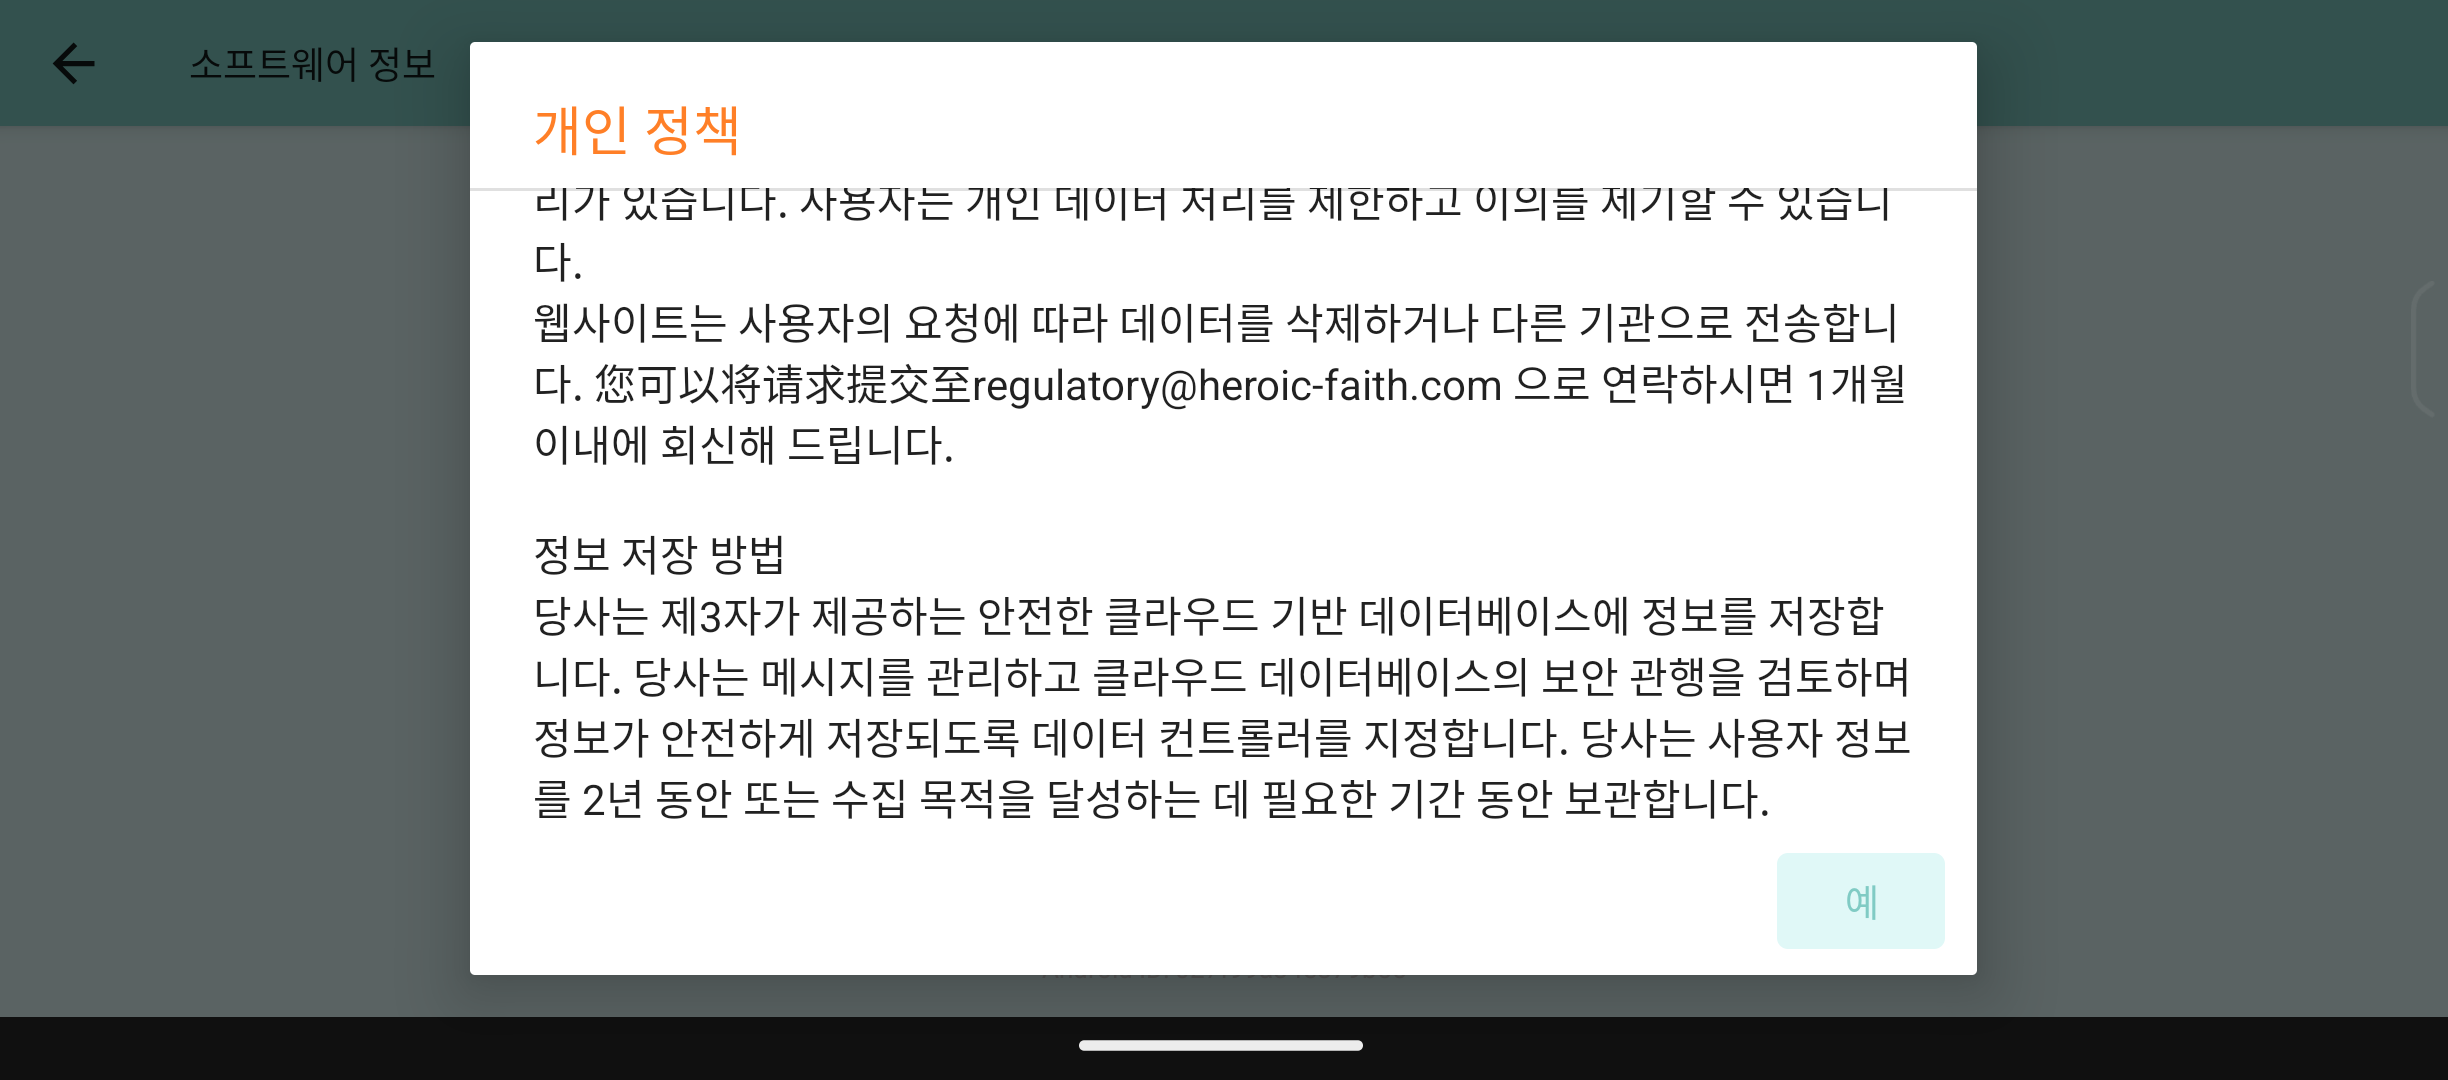 소프트웨어 정보
개인 정책
리가 있습니다. 사용자는 개인 데이터 처리를 제한하고 이의를 제기할 수 있습니
다.
웹사이트는 사용자의 요청에 따라 데이터를 삭제하거나 다른 기관으로 전송합니
다. 您可以将请求提交至regulatory@heroic-faith.com 으로 연락하시면 1개월
이내에 회신해 드립니다.
정보 저장 방법
당사는 제3자가 제공하는 안전한 클라우드 기반 데이터베이스에 정보를 저장합
니다. 당사는 메시지를 관리하고 클라우드 데이터베이스의 보안 관행을 검토하며
정보가 안전하게 저장되도록 데이터 컨트롤러를 지정합니다. 당사는 사용자 정보
를 2년 동안 또는 수집 목적을 달성하는 데 필요한 기간 동안 보관합니다.
예